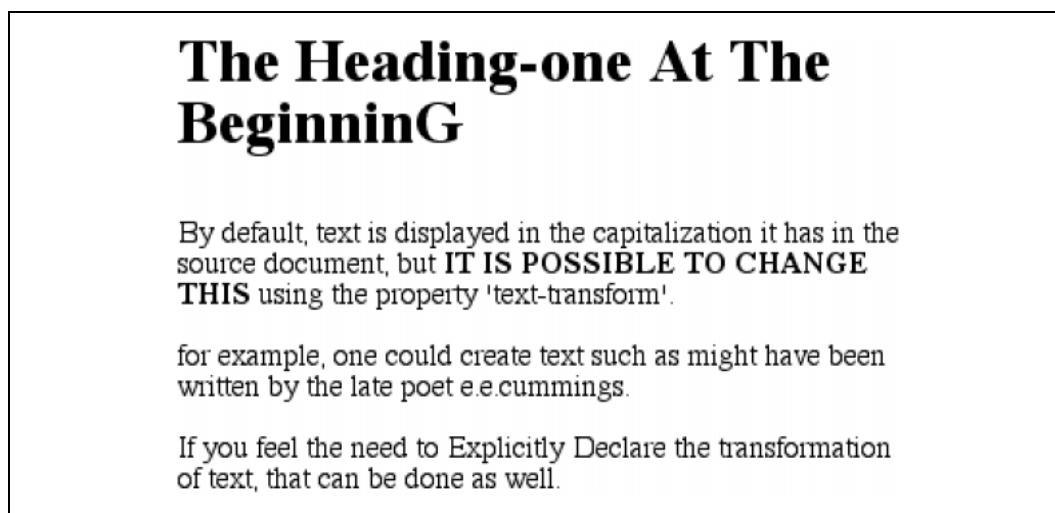 The Heading-one At The
BeginninG
By default, text is displayed in the capitalization it has in the
source document, but IT IS POSSIBLE TO CHANGE
THIS using the property 'text-transform'.
for example, one could create text such as might have been
written by the late poet e.e.cummings.
If you feel the need to Explicitly Declare the transformation
of text, that can be done as well.